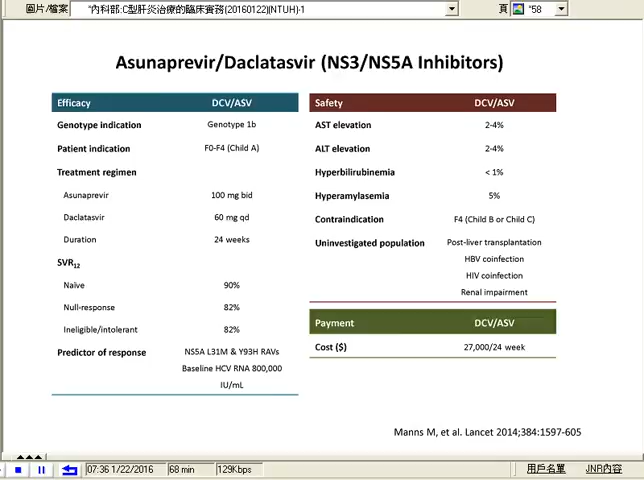 圖片/檔案 "內科部:C型肝炎治療的臨床實務(20160122)(NTUH)-1 頁 "58
Asunaprevir/Daclatasvir (NS3/NS5A Inhibitors)
Efficacy DCV/ASV
Genotype indication Genotype 1b
Patient indication F0-F4 (Child A)
Treatment regimen
Asunaprevir 100 mg bid
Daclatasvir 60 mg qd
Duration 24 weeks
SVR12
Naïve 90%
Null-response 82%
Ineligible/intolerant 82%
Predictor of response NS5A L31M & Y93H RAVs
Baseline HCV RNA 800,000
IU/mL
Safety DCV/ASV
AST elevation 2-4%
ALT elevation 2-4%
Hyperbilirubinemia < 1%
Hyperamylasemia 5%
Contraindication F4 (Child B or Child C)
Uninvestigated population Post-liver transplantation
HBV coinfection
HIV coinfection
Renal impairment
Payment DCV/ASV
Cost ($) 27,000/24 week
Manns M, et al. Lancet 2014;384:1597-605
07:36 1/22/2016 68 min 129Kbps 用戶名單 JNR內容